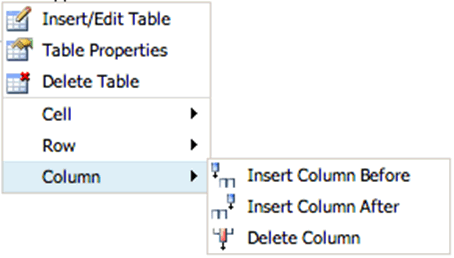 Insert/Edit Table
Table Properties
Delete Table
Cell
Row
Column
Insert Column Before
Insert Column After
Delete Column